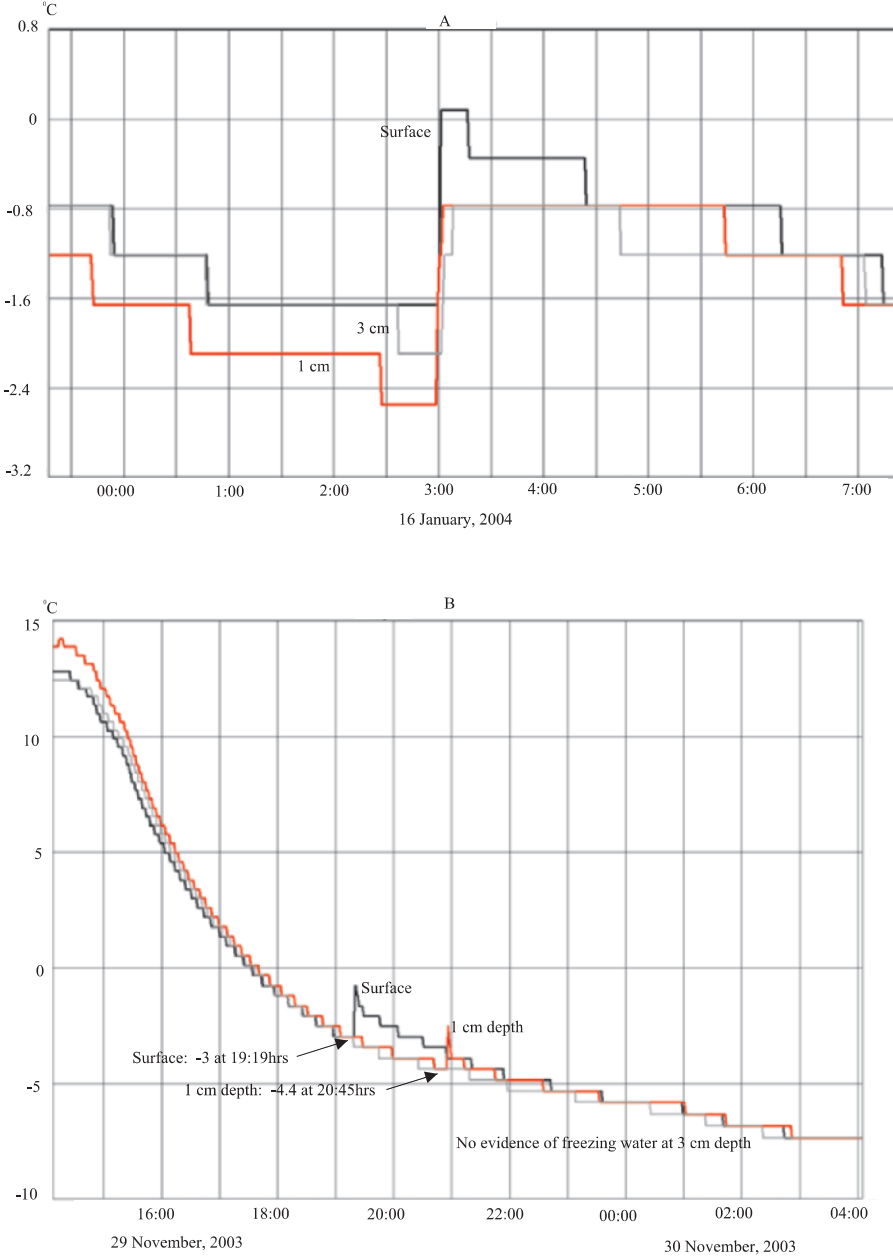 A
°C
0.8
0
-0.8
-1.6
-2.4
-3.2
Surface
3 cm
1 cm
00:00 1:00 2:00 3:00 4:00 5:00 6:00 7:00
16 January, 2004
B
°C
15
10
5
0
-5
-10
Surface
1 cm depth
Surface: -3 at 19:19hrs
1 cm depth: -4.4 at 20:45hrs
No evidence of freezing water at 3 cm depth
16:00 18:00 20:00 22:00 00:00 02:00 04:00
29 November, 2003 30 November, 2003